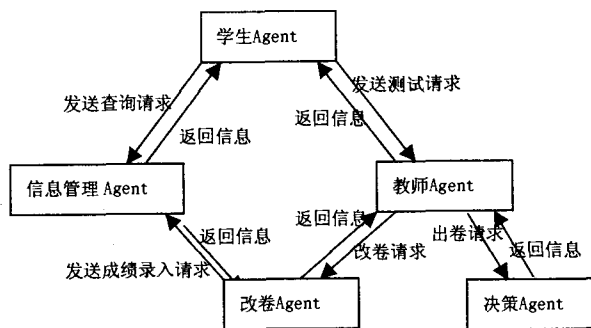 学生Agent
发送查询请求
发送测试请求
返回信息
返回信息
信息管理 Agent
教师Agent
返回信息
返回信息
改卷请求
出卷请求
返回信息
发送成绩录入请求
改卷Agent
决策Agent